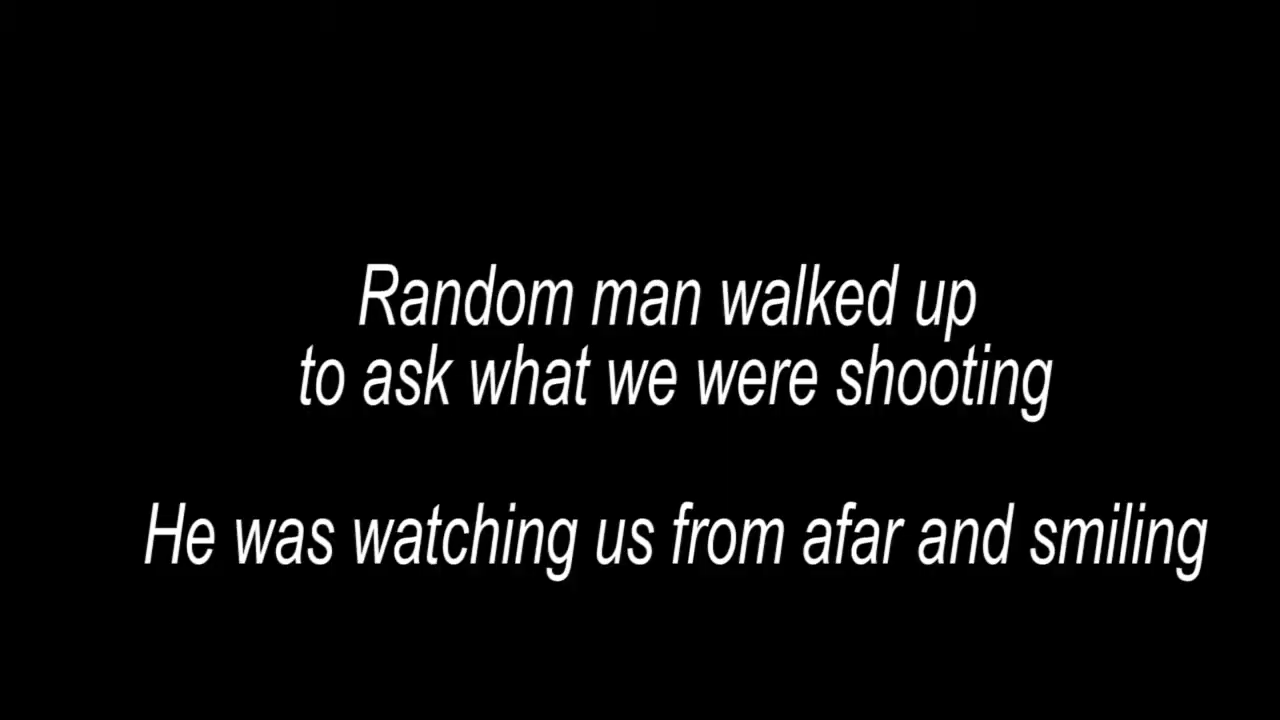 Random man walked up
to ask what we were shooting
He was watching us from afar and smiling